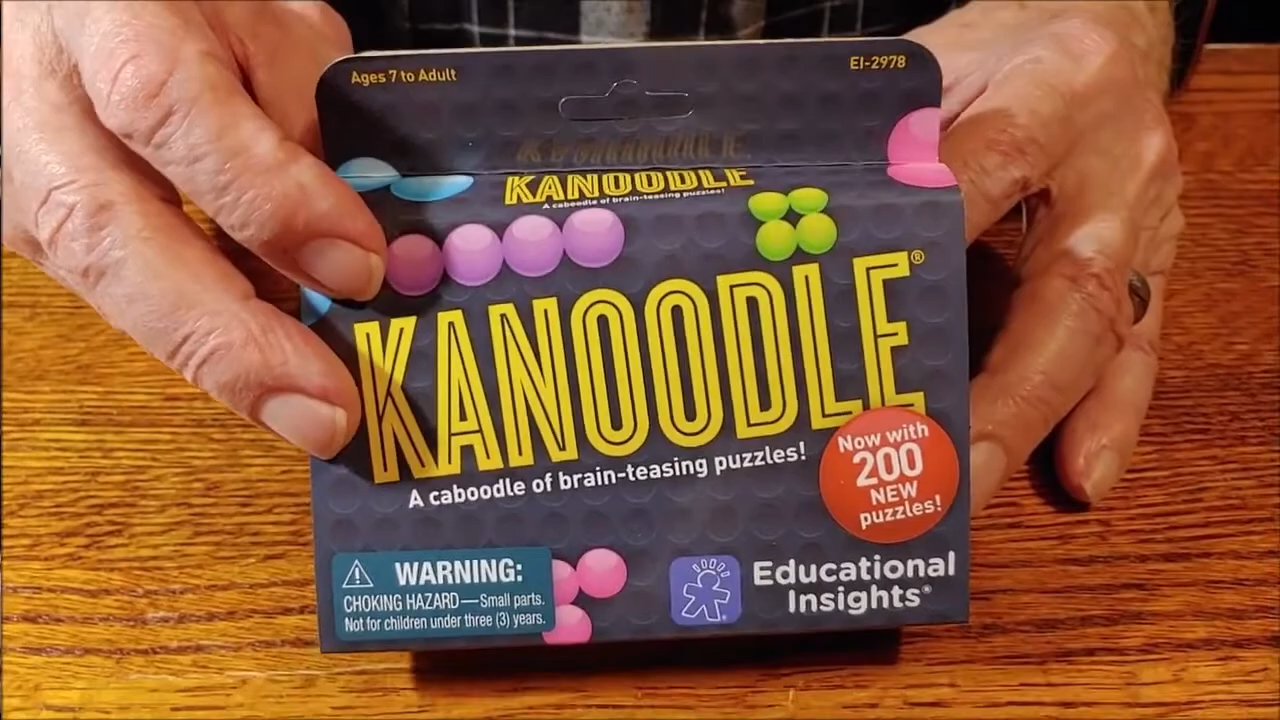 Ages 7 to Adult
EI-2978
KANOODLE
A caboodle of brain-teasing puzzles!
KANOODLE®
A caboodle of brain-teasing puzzles!
Now with
200
NEW
puzzles!
WARNING:
CHOKING HAZARD—Small parts.
Not for children under three (3) years.
Educational
Insights®